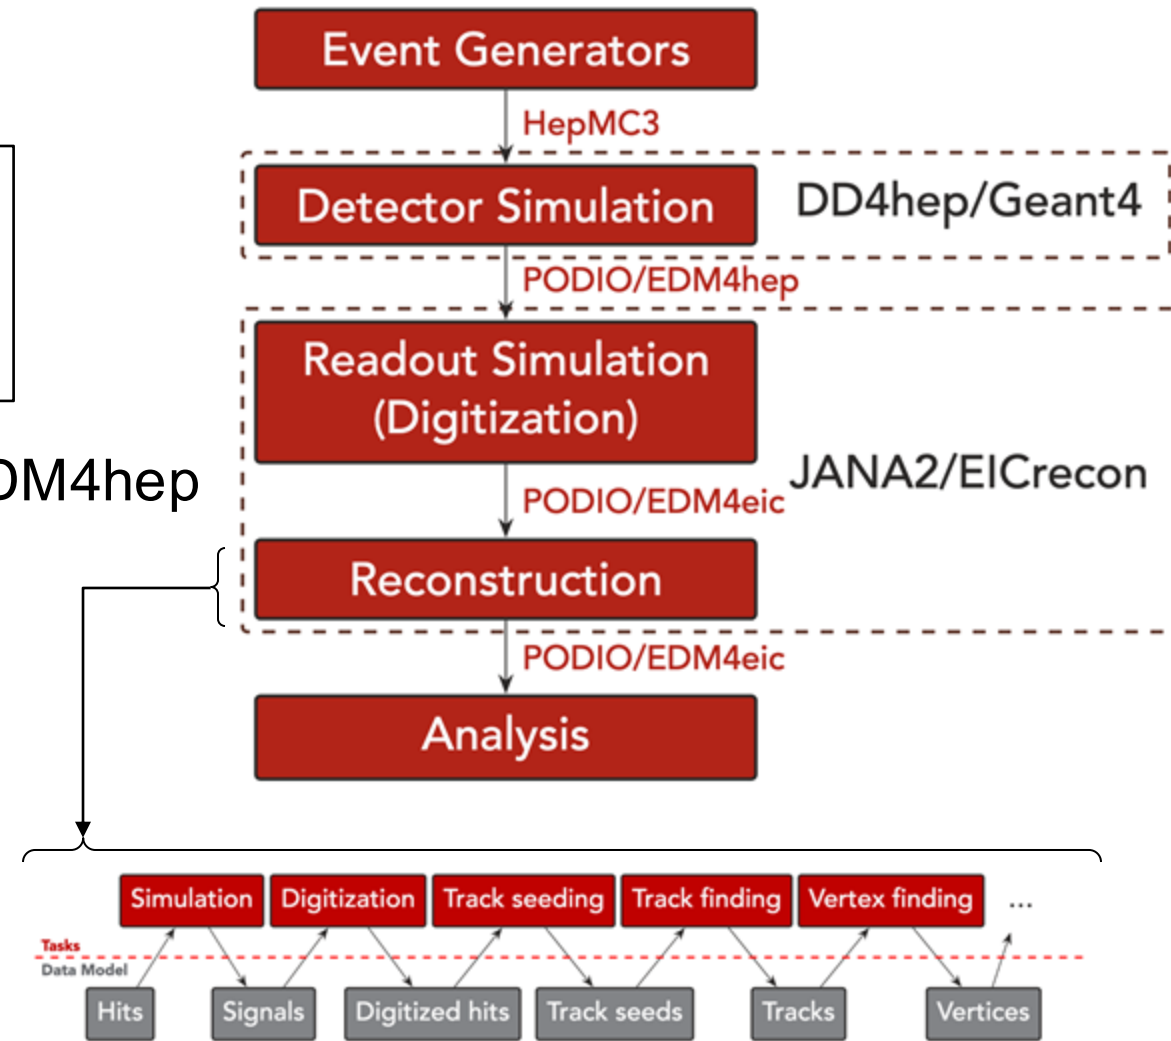 Event Generators
HepMC3
Detector Simulation
DD4hep/Geant4
PODIO/EDM4hep
Readout Simulation
(Digitization)
DM4hep
JANA2/EICrecon
PODIO/EDM4eic
Reconstruction
PODIO/EDM4eic
Analysis
Simulation Digitization Track seeding Track finding Vertex finding ...
Tasks
Data Model
Hits Signals Digitized hits Track seeds Tracks Vertices